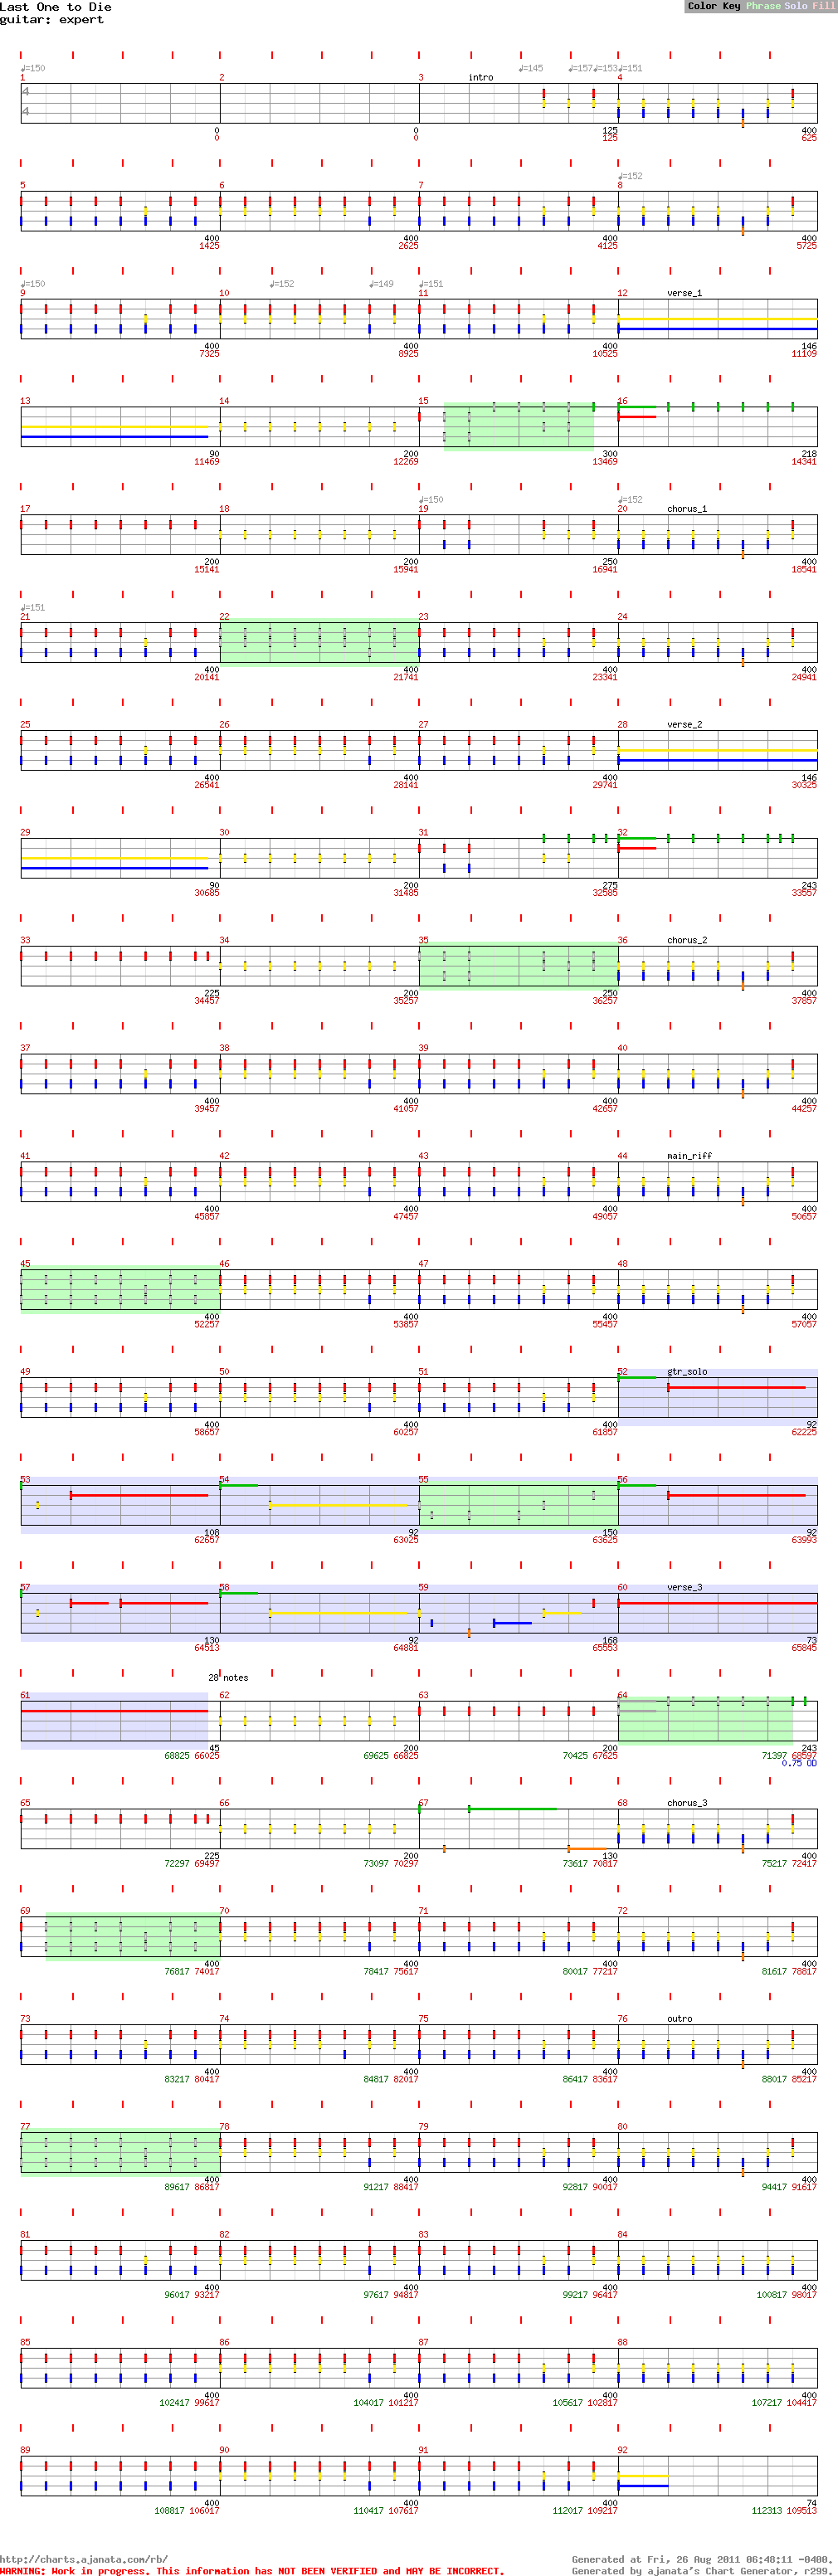 Last One to Die
guitar: expert
Color Key Phrase Solo Fill
♩=150 ♩=145 ♩=157 ♩=153 ♩=151
1 2 3 intro 4
4
4
0 0 125 400
0 0 125 625
♩=152
5 6 7 8
400 400 400 400
1425 2625 4125 5725
♩=150 ♩=152 ♩=149 ♩=151
9 10 11 12 verse_1
400 400 400 146
7325 8925 10525 11109
13 14 15 16
90 200 300 218
11469 12269 13469 14341
♩=150 ♩=152
17 18 19 20 chorus_1
200 200 250 400
15141 15941 16941 18541
♩=151
21 22 23 24
400 400 400 400
20141 21741 23341 24941
25 26 27 28 verse_2
400 400 400 146
26541 28141 29741 30325
29 30 31 32
90 200 275 243
30685 31485 32585 33557
33 34 35 36 chorus_2
225 200 250 400
34457 35257 36257 37857
37 38 39 40
400 400 400 400
39457 41057 42657 44257
41 42 43 44 main_riff
400 400 400 400
45857 47457 49057 50657
45 46 47 48
400 400 400 400
52257 53857 55457 57057
49 50 51 52 gtr_solo
400 400 400 92
58657 60257 61857 62225
53 54 55 56
108 92 150 92
62657 63025 63625 63993
57 58 59 60 verse_3
130 92 168 73
64513 64881 65553 65845
28 notes
61 62 63 64
45 200 200 243
68825 66025 69625 66825 70425 67625 71397 68597
0.75 OD
65 66 67 68 chorus_3
225 200 130 400
72297 69497 73097 70297 73617 70817 75217 72417
69 70 71 72
400 400 400 400
76817 74017 78417 75617 80017 77217 81617 78817
73 74 75 76 outro
400 400 400 400
83217 80417 84817 82017 86417 83617 88017 85217
77 78 79 80
400 400 400 400
89617 86817 91217 88417 92817 90017 94417 91617
81 82 83 84
400 400 400 400
96017 93217 97617 94817 99217 96417 100817 98017
85 86 87 88
400 400 400 400
102417 99617 104017 101217 105617 102817 107217 104417
89 90 91 92
400 400 400 74
108817 106017 110417 107617 112017 109217 112313 109513
http://charts.ajanata.com/rb/ Generated at Fri, 26 Aug 2011 06:48:11 -0400.
WARNING: Work in progress. This information has NOT BEEN VERIFIED and MAY BE INCORRECT. Generated by ajanata's Chart Generator, r299.